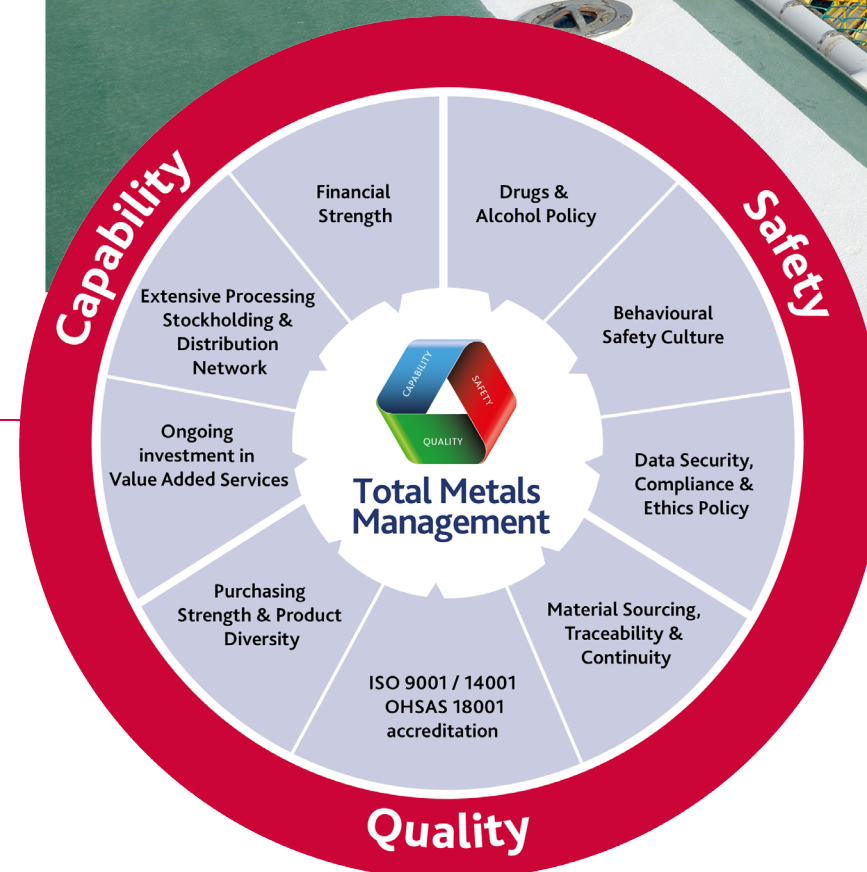 Capability
Safety
Quality
Financial
Strength
Drugs &
Alcohol Policy
Extensive Processing
Stockholding &
Distribution
Network
Behavioural
Safety Culture
Ongoing
investment in
Value Added Services
Data Security,
Compliance &
Ethics Policy
Purchasing
Strength & Product
Diversity
Material Sourcing,
Traceability &
Continuity
ISO 9001 / 14001
OHSAS 18001
accreditation
CAPABILITY
SAFETY
QUALITY
Total Metals
Management